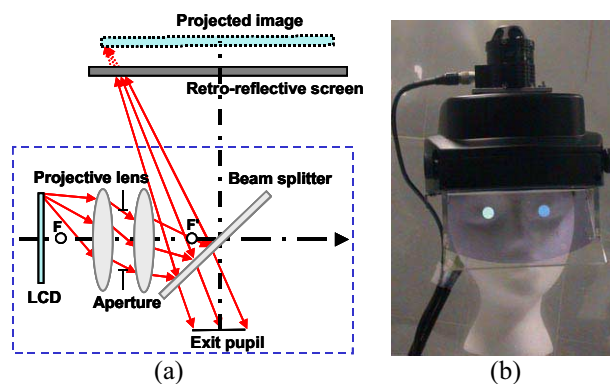 Projected image
Retro-reflective screen
Projective lens
Beam splitter
F
F'
LCD
Aperture
Exit pupil
(a)
(b)